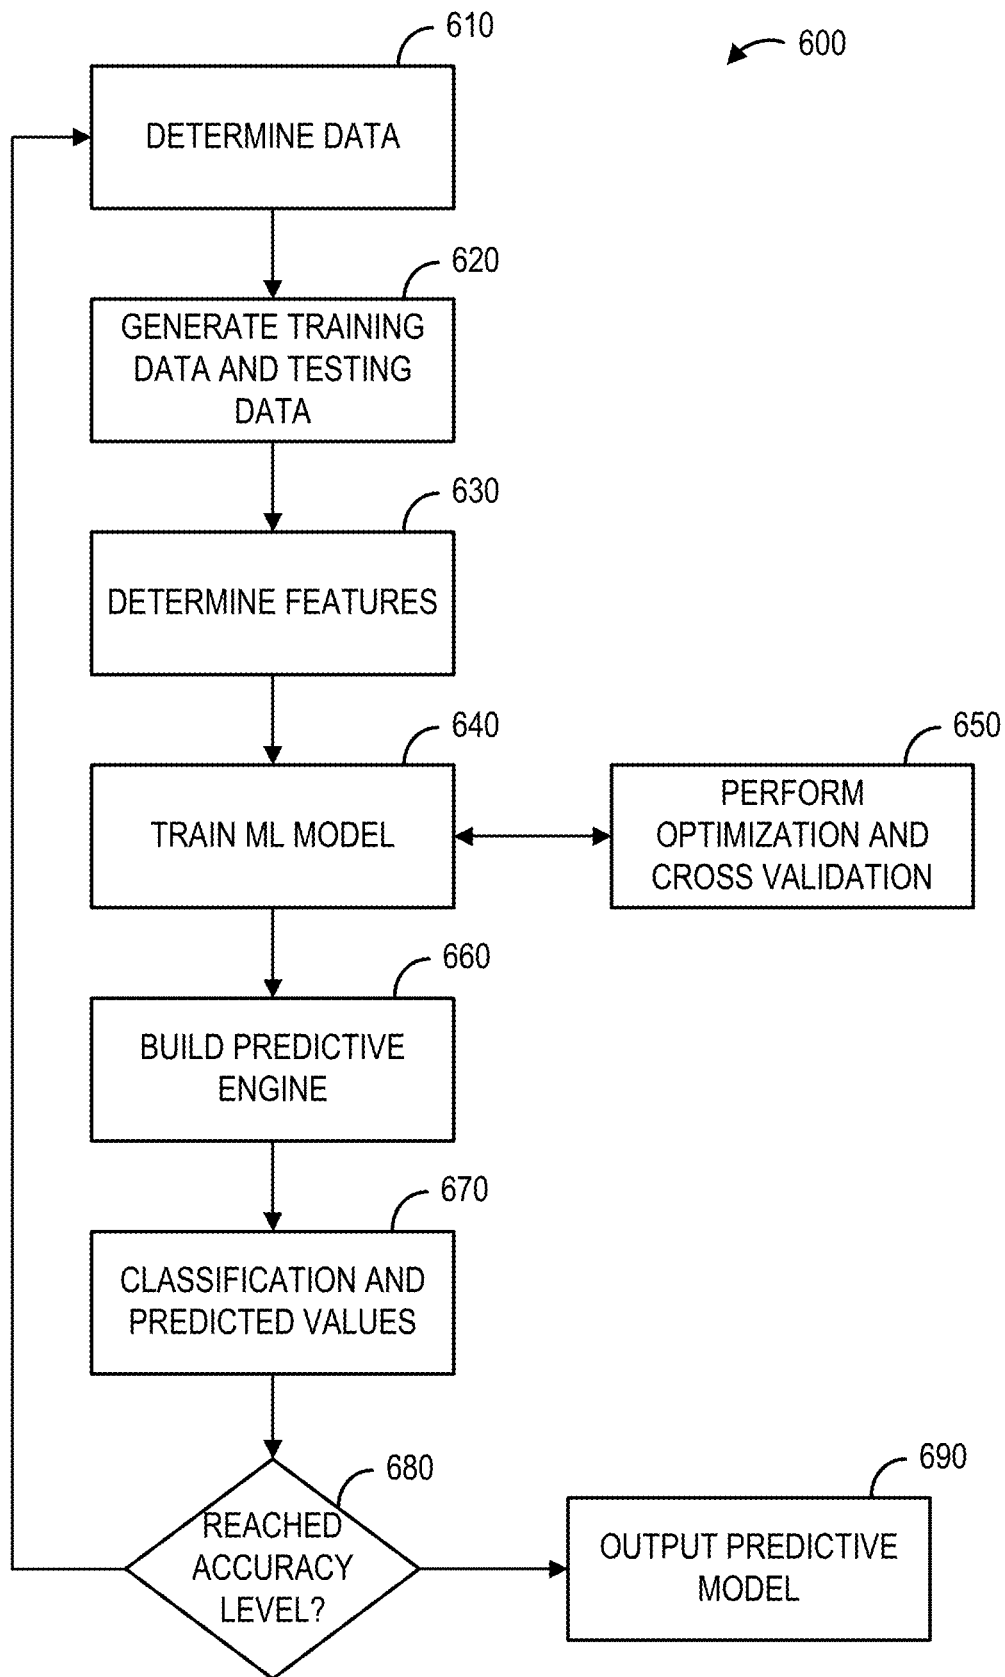 610
600
DETERMINE DATA
620
GENERATE TRAINING
DATA AND TESTING
DATA
630
DETERMINE FEATURES
640
650
TRAIN ML MODEL
PERFORM
OPTIMIZATION AND
CROSS VALIDATION
660
BUILD PREDICTIVE
ENGINE
670
CLASSIFICATION AND
PREDICTED VALUES
680
690
REACHED
ACCURACY
LEVEL?
OUTPUT PREDICTIVE
MODEL